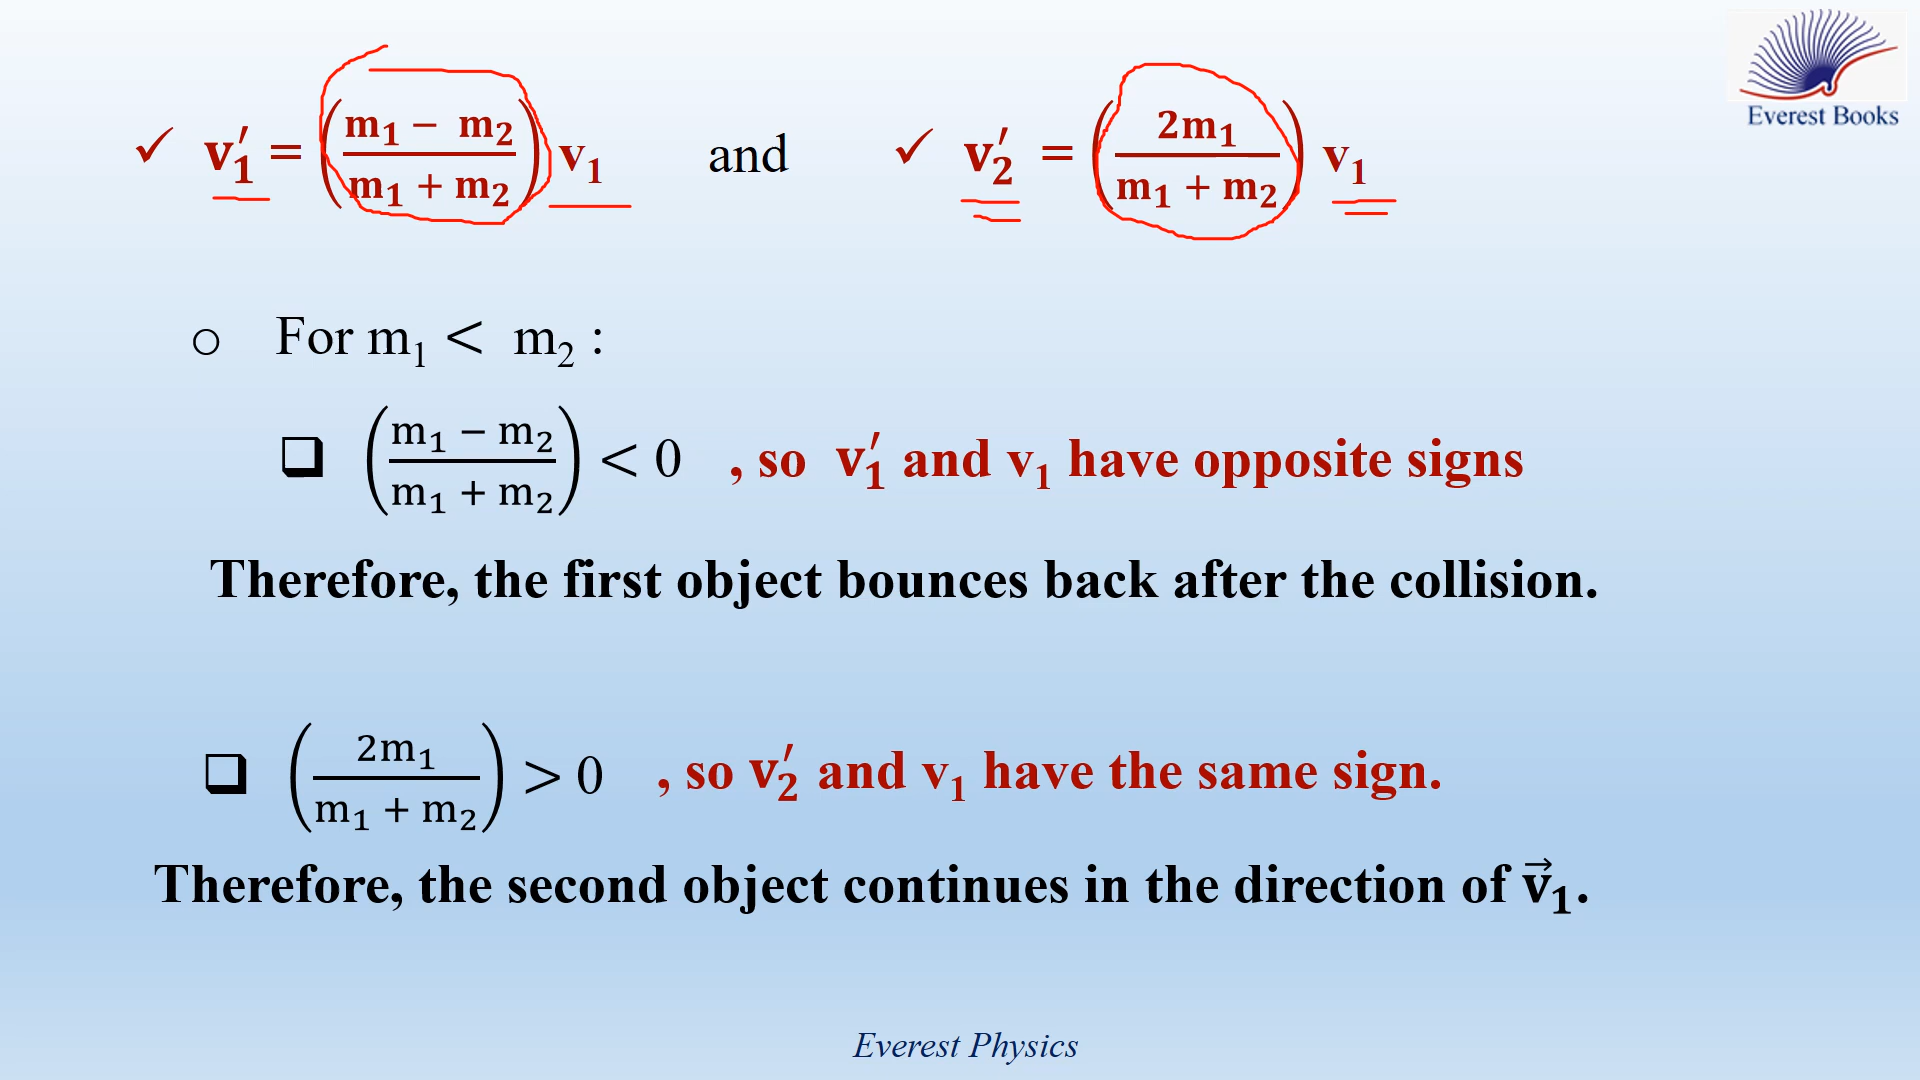 ✓ v₁′ = ((m₁ − m₂)/(m₁ + m₂)) v₁ and ✓ v₂′ = (2m₁/(m₁ + m₂)) v₁
Everest Books
o For m₁ < m₂ :
❑ ((m₁ − m₂)/(m₁ + m₂)) < 0 , so v₁′ and v₁ have opposite signs
Therefore, the first object bounces back after the collision.
❑ (2m₁/(m₁ + m₂)) > 0 , so v₂′ and v₁ have the same sign.
Therefore, the second object continues in the direction of v⃗₁.
Everest Physics